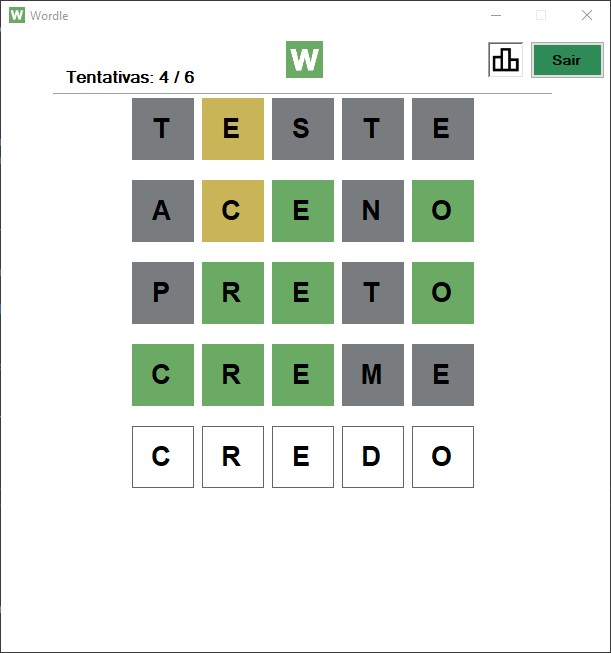 Wordle
W
Tentativas: 4 / 6
Sair
T E S T E
A C E N O
P R E T O
C R E M E
C R E D O